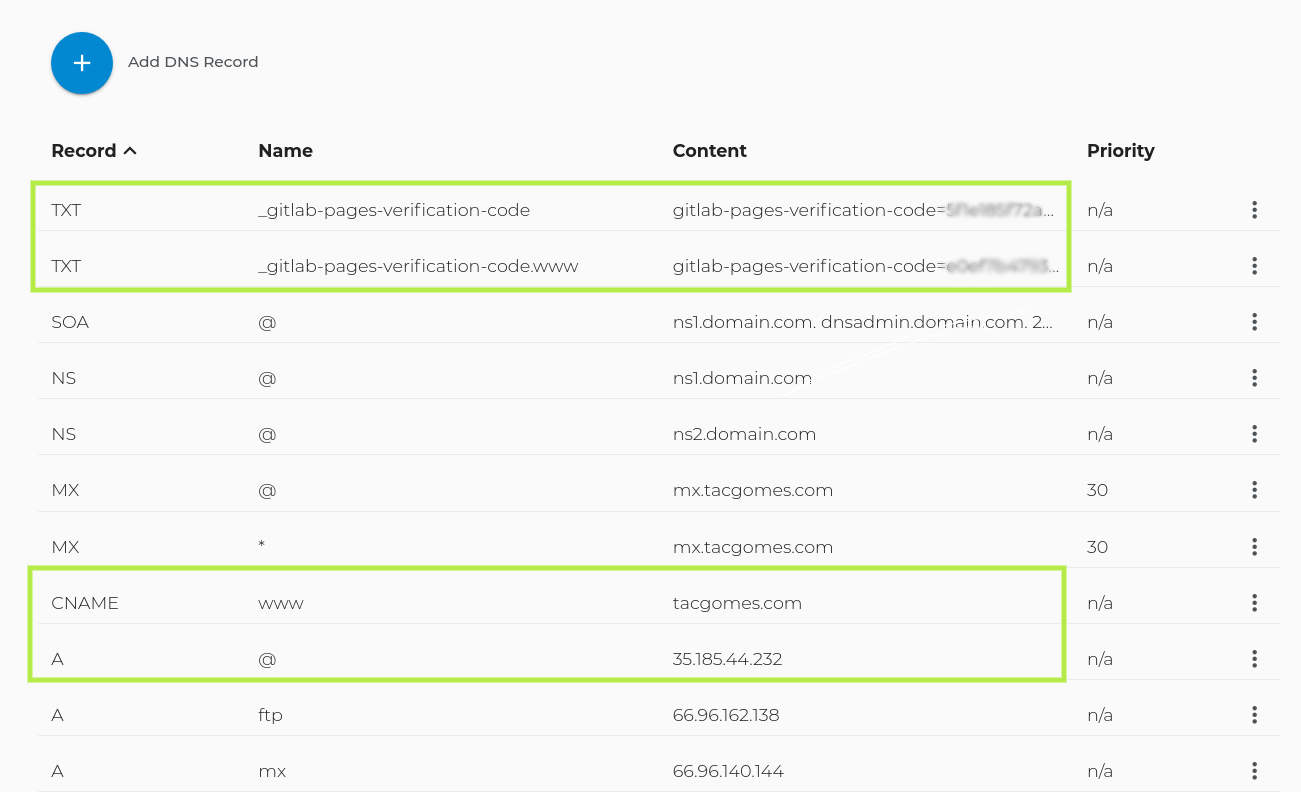 Add DNS Record
Record Name Content Priority
TXT _gitlab-pages-verification-code gitlab-pages-verification-code= n/a
TXT _gitlab-pages-verification-code.www gitlab-pages-verification-code= n/a
SOA @ ns1.domain.com. dnsadmin.domain.com. 2... n/a
NS @ ns1.domain.com n/a
NS @ ns2.domain.com n/a
MX @ mx.tacgomes.com 30
MX * mx.tacgomes.com 30
CNAME www tacgomes.com n/a
A @ 35.185.44.232 n/a
A ftp 66.96.162.138 n/a
A mx 66.96.140.144 n/a